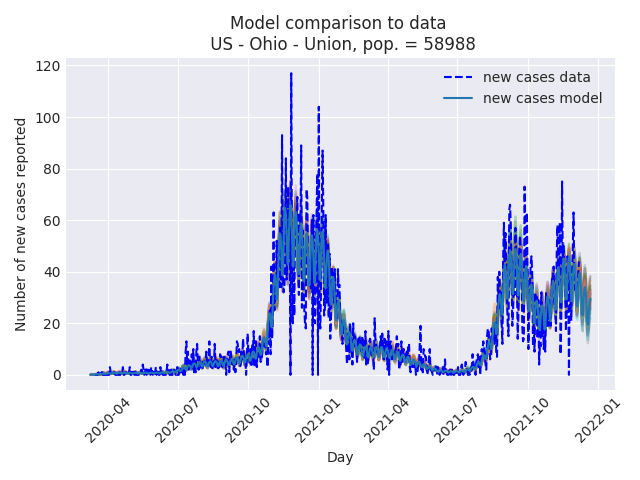 Model comparison to data
US - Ohio - Union, pop. = 58988
120
100
80
60
40
20
0
Number of new cases reported
new cases data
new cases model
2020-04
2020-07
2020-10
2021-01
2021-04
2021-07
2021-10
2022-01
Day